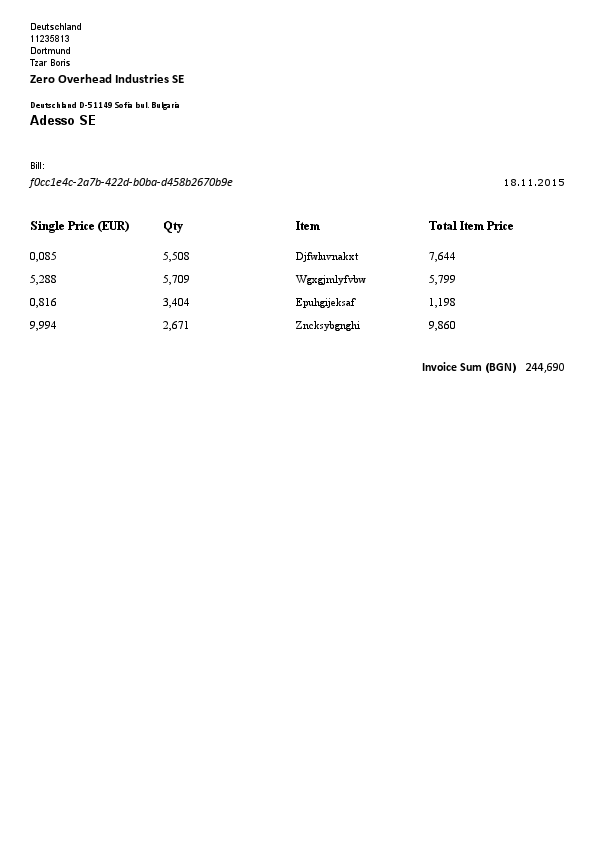 Deutschland
11235813
Dortmund
Tzar Boris
Zero Overhead Industries SE
Deutschland D-51149 Sofia bul. Bulgaria
Adesso SE
Bill:
f0cc1e4c-2a7b-422d-b0ba-d458b2670b9e 18.11.2015
Single Price (EUR) Qty Item Total Item Price
0,085 5,508 Djfwluvnakxt 7,644
5,288 5,709 Wgxgjmlyfvbw 5,799
0,816 3,404 Epuhgijeksaf 1,198
9,994 2,671 Zncksybgnghi 9,860
Invoice Sum (BGN) 244,690